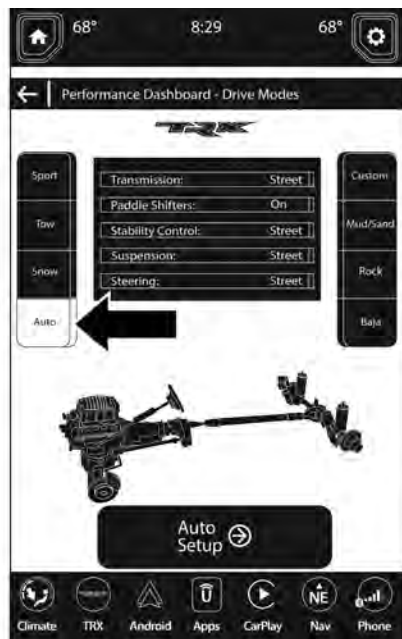 68° 8:29 68°
Performance Dashboard - Drive Modes
TRX
Sport
Tow
Snow
Auto
Transmission: Street
Paddle Shifters: On
Stability Control: Street
Suspension: Street
Steering: Street
Custom
Mud/Sand
Rock
Baja
Auto
Setup
Climate
TRX
Android
U
Apps
CarPlay
NE
Nav
Phone